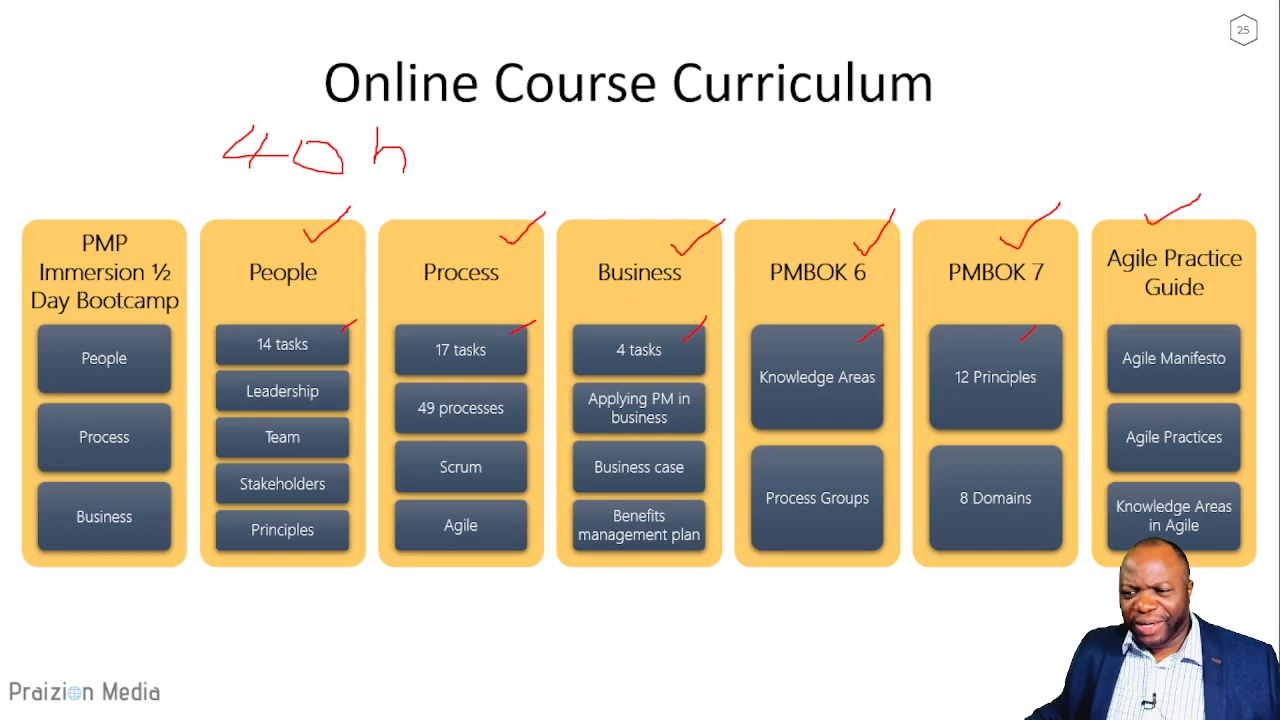 25
Online Course Curriculum
40 h
PMP
Immersion ½
Day Bootcamp
People
Process
Business
People
14 tasks
Leadership
Team
Stakeholders
Principles
Process
17 tasks
49 processes
Scrum
Agile
Business
4 tasks
Applying PM in
business
Business case
Benefits
management plan
PMBOK 6
Knowledge Areas
Process Groups
PMBOK 7
12 Principles
8 Domains
Agile Practice
Guide
Agile Manifesto
Agile Practices
Knowledge Areas
in Agile
Praizion Media